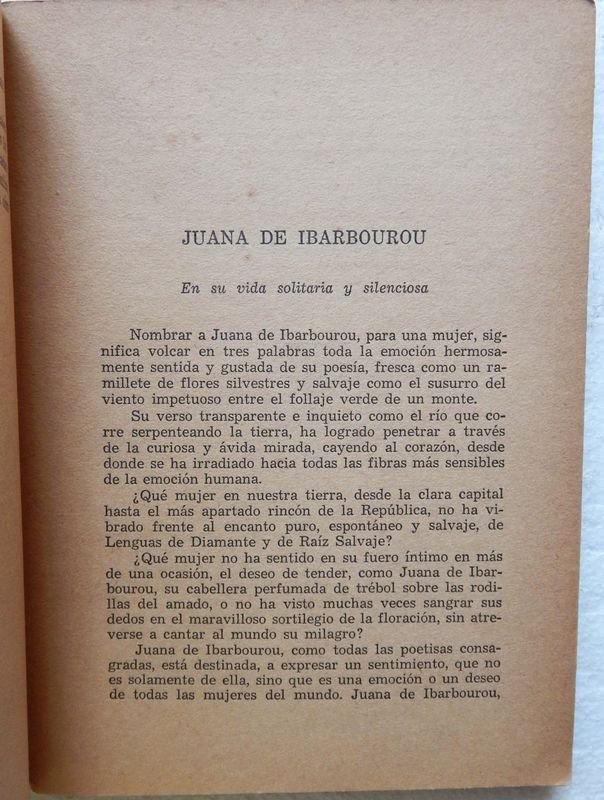 JUANA DE IBARBOUROU
En su vida solitaria y silenciosa
Nombrar a Juana de Ibarbourou, para una mujer, sig-
nifica volcar en tres palabras toda la emoción hermosa-
mente sentida y gustada de su poesía, fresca como un ra-
millete de flores silvestres y salvaje como el susurro del
viento impetuoso entre el follaje verde de un monte.
Su verso transparente e inquieto como el río que co-
rre serpenteando la tierra, ha logrado penetrar a través
de la curiosa y ávida mirada, cayendo al corazón, desde
donde se ha irradiado hacia todas las fibras más sensibles
de la emoción humana.
¿Qué mujer en nuestra tierra, desde la clara capital
hasta el más apartado rincón de la República, no ha vi-
brado frente al encanto puro, espontáneo y salvaje, de
Lenguas de Diamante y de Raíz Salvaje?
¿Qué mujer no ha sentido en su fuero íntimo en más
de una ocasión, el deseo de tender, como Juana de Ibar-
bourou, su cabellera perfumada de trébol sobre las rodi-
llas del amado, o no ha visto muchas veces sangrar sus
dedos en el maravilloso sortilegio de la floración, sin atre-
verse a cantar al mundo su milagro?
Juana de Ibarbourou, como todas las poetisas consa-
gradas, está destinada, a expresar un sentimiento, que no
es solamente de ella, sino que es una emoción o un deseo
de todas las mujeres del mundo. Juana de Ibarbourou,